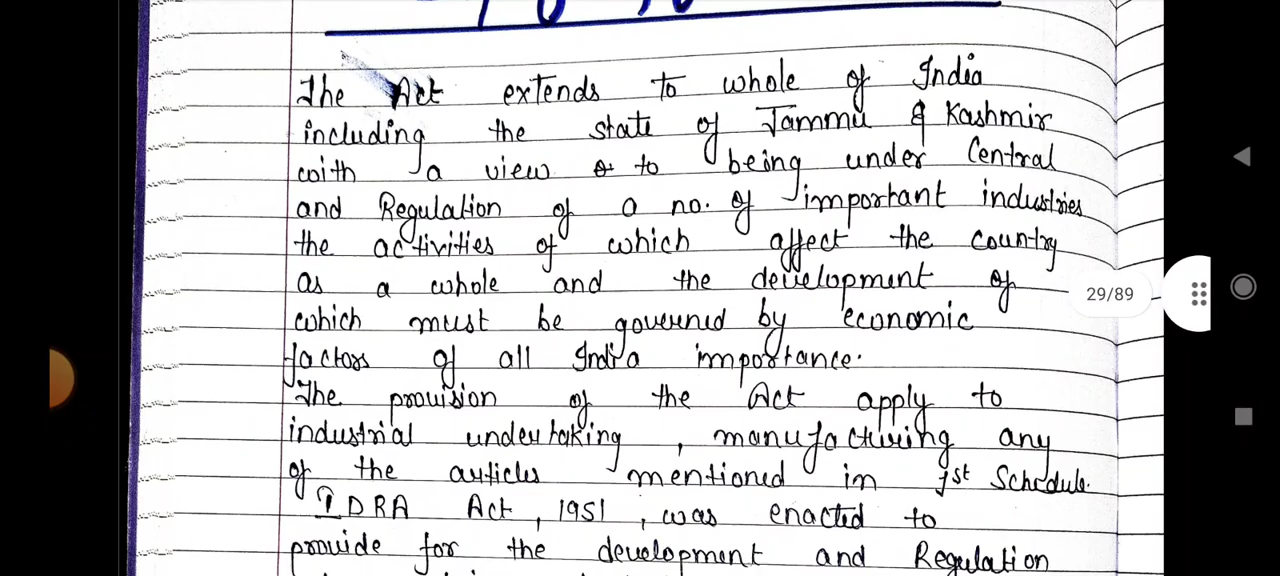 The Act extends to whole of India
including the state of Jammu & Kashmir
with a view to being under Central
and Regulation of a no. of important industries
the activities of which affect the country
as a whole and the development of
29/89
which must be governed by economic
factors of all India importance.
The provision of the Act apply to
industrial undertaking , manufacturing any
of the articles mentioned in 1st Schedule.
IDRA Act , 1951 , was enacted to
provide for the development and Regulation